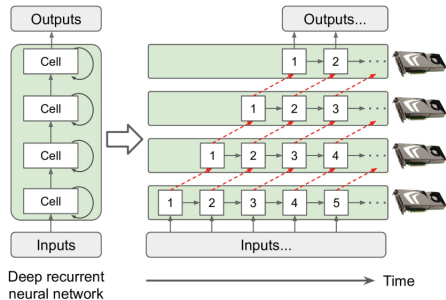 Outputs
Cell
Cell
Cell
Cell
Inputs
Deep recurrent
neural network
Outputs...
1 2 ...
1 2 3 ...
1 2 3 4 ...
1 2 3 4 5 ...
Inputs...
Time